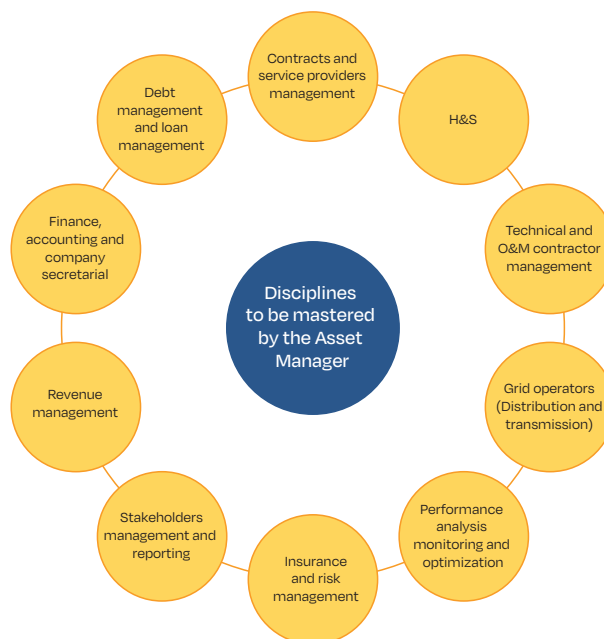 Contracts and
service providers
management
H&S
Technical and
O&M contractor
management
Grid operators
(Distribution and
transmission)
Performance
analysis
monitoring and
optimization
Insurance
and risk
management
Stakeholders
management and
reporting
Revenue
management
Finance,
accounting and
company
secretarial
Debt
management
and loan
management
Disciplines
to be mastered
by the Asset
Manager